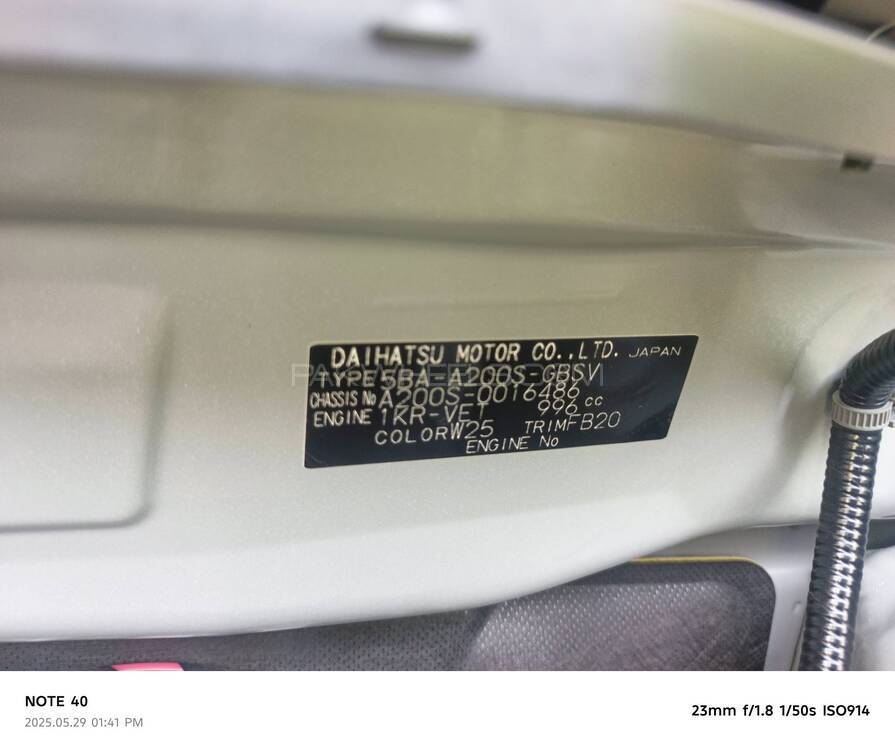 DAIHATSU MOTOR CO.,LTD. JAPAN
TYPE 5BA-A200S-GBSV
CHASSIS No A200S-0016486
ENGINE 1KR-VET 996 cc
COLOR W25 TRIM FB20
ENGINE No
NOTE 40
2025.05.29 01:41 PM
23mm f/1.8 1/50s ISO914